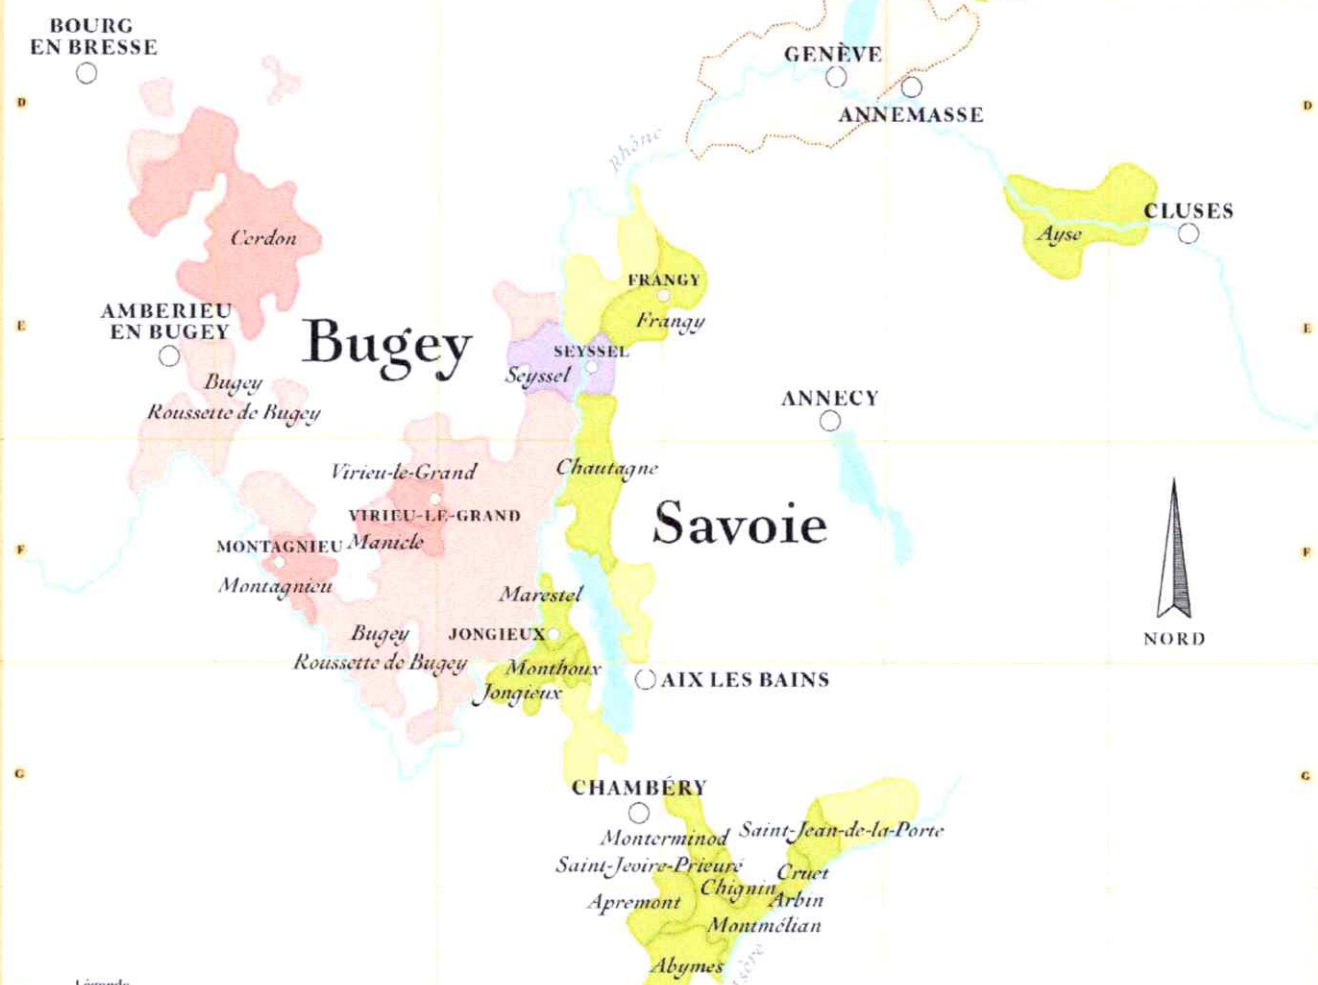 BOURG
EN BRESSE
GENÈVE
ANNEMASSE
D
D
Rhône
CLUSES
Ayse
Cerdon
FRANGY
Frangy
AMBERIEU
EN BUGEY
E
E
Bugey
SEYSSEL
Seyssel
Bugey
Roussette de Bugey
ANNECY
Virieu-le-Grand
Chautagne
VIRIEU-LE-GRAND
Savoie
MONTAGNIEU
Manicle
F
F
Montagnieu
Marestel
Bugey
JONGIEUX
NORD
Roussette de Bugey
Monthoux
Jongieux
AIX LES BAINS
G
G
CHAMBÉRY
Monterminod
Saint-Jean-de-la-Porte
Saint-Jeoire-Prieuré
Cruet
Chignin
Apremont
Arbin
Montmélian
Abymes